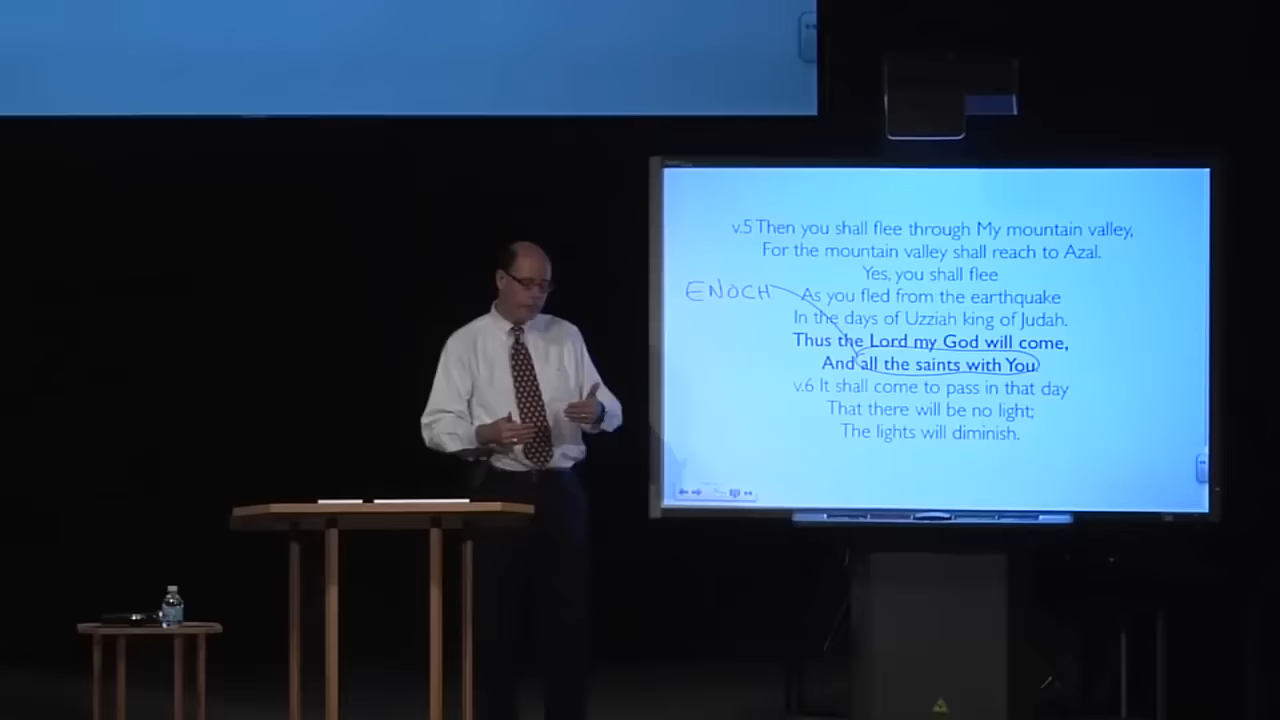 v.5 Then you shall flee through My mountain valley,
For the mountain valley shall reach to Azal.
Yes, you shall flee
ENOCH
As you fled from the earthquake
In the days of Uzziah king of Judah.
Thus the Lord my God will come,
And all the saints with You.
v.6 It shall come to pass in that day
That there will be no light;
The lights will diminish.